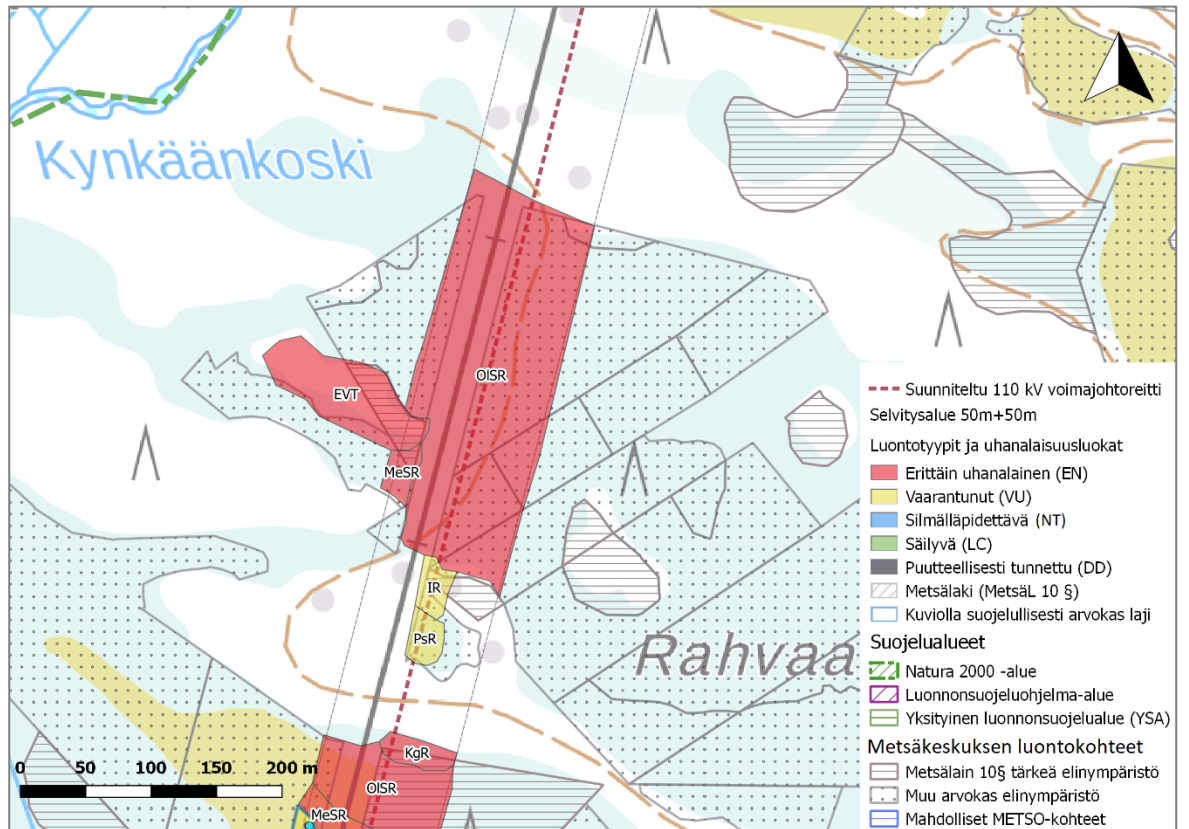 Kynkäänkoski
OlSR
EVT
MeSR
IR
PsR
Rahvaa
KgR
OlSR
MeSR
0 50 100 150 200 m
Suunniteltu 110 kV voimajohtoreitti
Selvitysalue 50m+50m
Luontotyypit ja uhanalaisuusluokat
Erittäin uhanalainen (EN)
Vaarantunut (VU)
Silmälläpidettävä (NT)
Säilyvä (LC)
Puutteellisesti tunnettu (DD)
Metsälaki (MetsäL 10 §)
Kuviolla suojelullisesti arvokas laji
Suojelualueet
Natura 2000 -alue
Luonnonsuojeluohjelma-alue
Yksityinen luonnonsuojelualue (YSA)
Metsäkeskuksen luontokohteet
Metsälain 10§ tärkeä elinympäristö
Muu arvokas elinympäristö
Mahdolliset METSO-kohteet